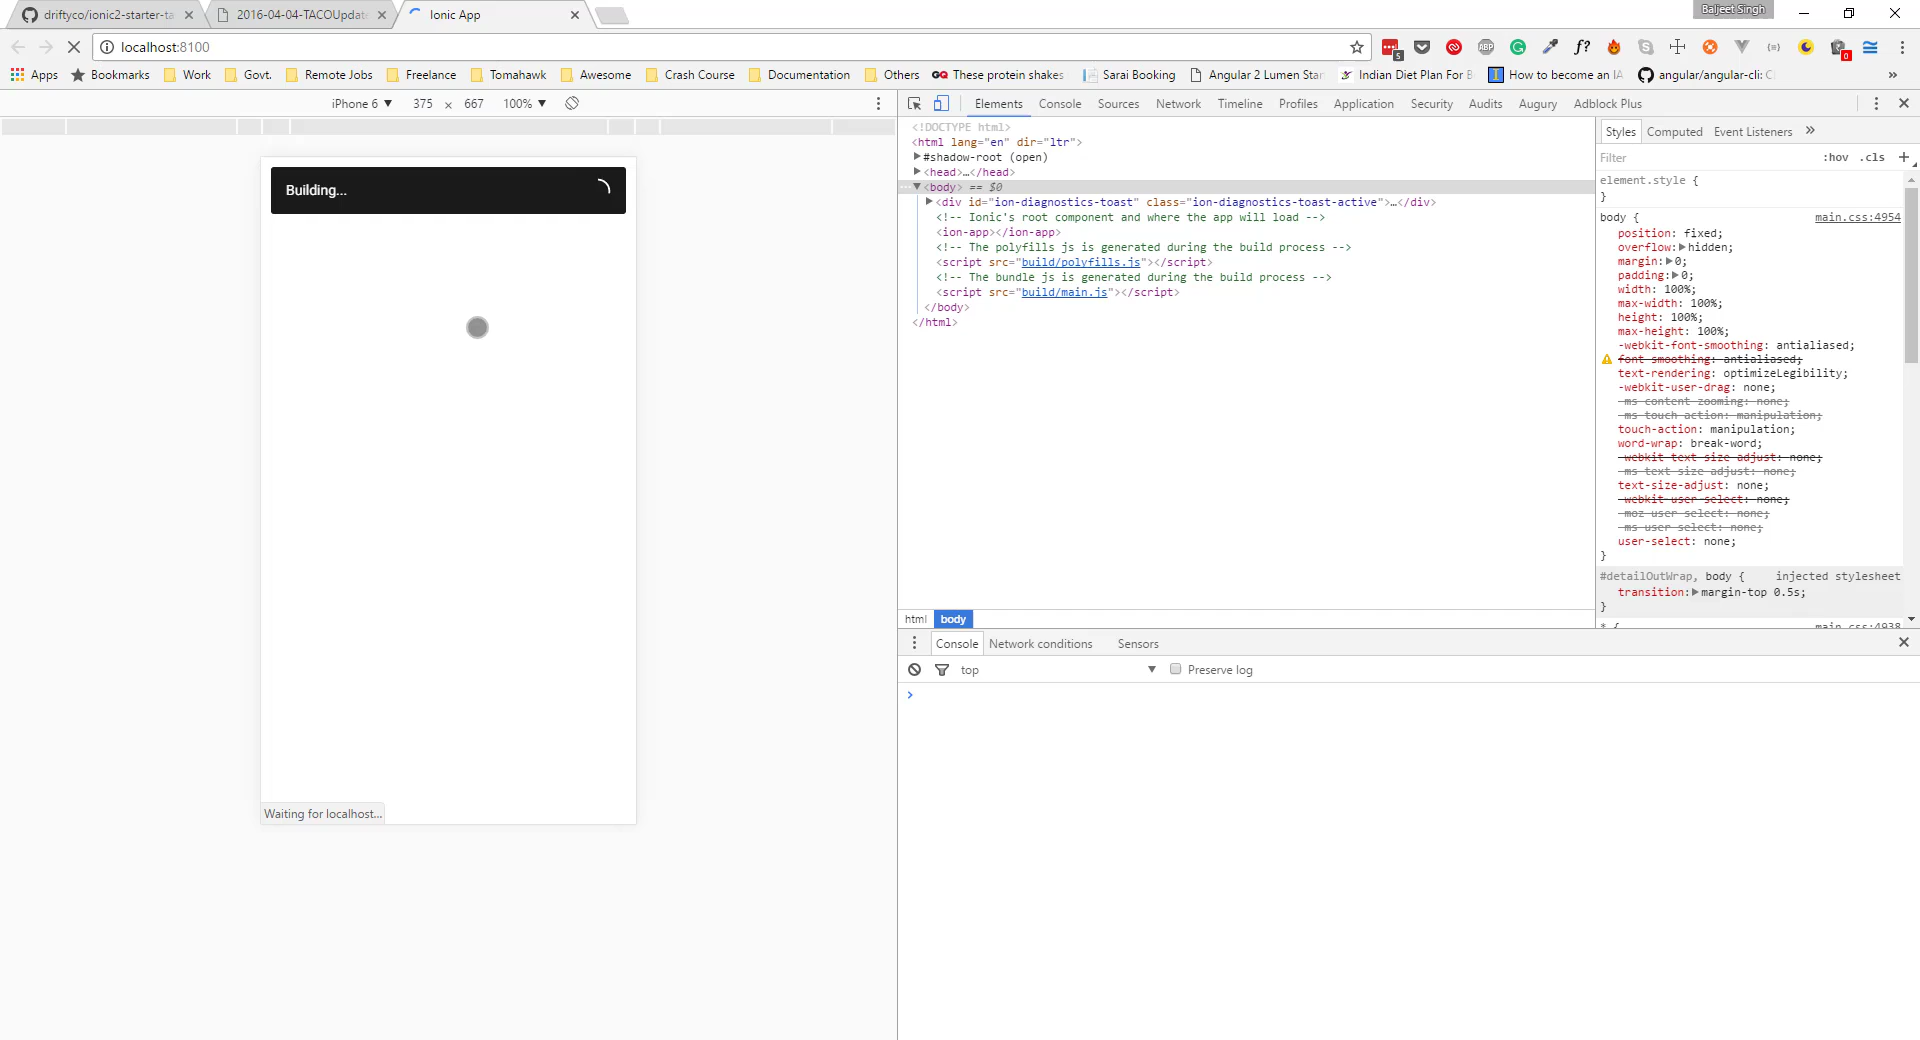 driftyco/ionic2-starter-ta
2016-04-04-TACOUpdate
Ionic App
Baljeet Singh
localhost:8100
5
ABP
f?
0
Apps
Bookmarks
Work
Govt.
Remote Jobs
Freelance
Tomahawk
Awesome
Crash Course
Documentation
Others
GQ These protein shakes
Sarai Booking
Angular 2 Lumen Star
Indian Diet Plan For B
How to become an IA
angular/angular-cli: C
»
iPhone 6 ▼ 375 × 667 100% ▼
Elements Console Sources Network Timeline Profiles Application Security Audits Augury Adblock Plus
Building...
Waiting for localhost...
<!DOCTYPE html>
<html lang="en" dir="ltr">
▶#shadow-root (open)
▶<head>…</head>
▼<body> == $0
▶<div id="ion-diagnostics-toast" class="ion-diagnostics-toast-active">…</div>
<!-- Ionic's root component and where the app will load -->
<ion-app></ion-app>
<!-- The polyfills js is generated during the build process -->
<script src="build/polyfills.js"></script>
<!-- The bundle js is generated during the build process -->
<script src="build/main.js"></script>
</body>
</html>
html body
Styles Computed Event Listeners »
Filter :hov .cls +
element.style {
}
body { main.css:4954
position: fixed;
overflow:▶hidden;
margin:▶0;
padding:▶0;
width: 100%;
max-width: 100%;
height: 100%;
max-height: 100%;
-webkit-font-smoothing: antialiased;
font-smoothing: antialiased;
text-rendering: optimizeLegibility;
-webkit-user-drag: none;
-ms-content-zooming: none;
-ms-touch-action: manipulation;
touch-action: manipulation;
word-wrap: break-word;
-webkit-text-size-adjust: none;
-ms-text-size-adjust: none;
text-size-adjust: none;
-webkit-user-select: none;
-moz-user-select: none;
-ms-user-select: none;
user-select: none;
}
#detailOutWrap, body { injected stylesheet
transition:▶margin-top 0.5s;
}
* { main.css:4938
Console Network conditions Sensors
top ▼ Preserve log